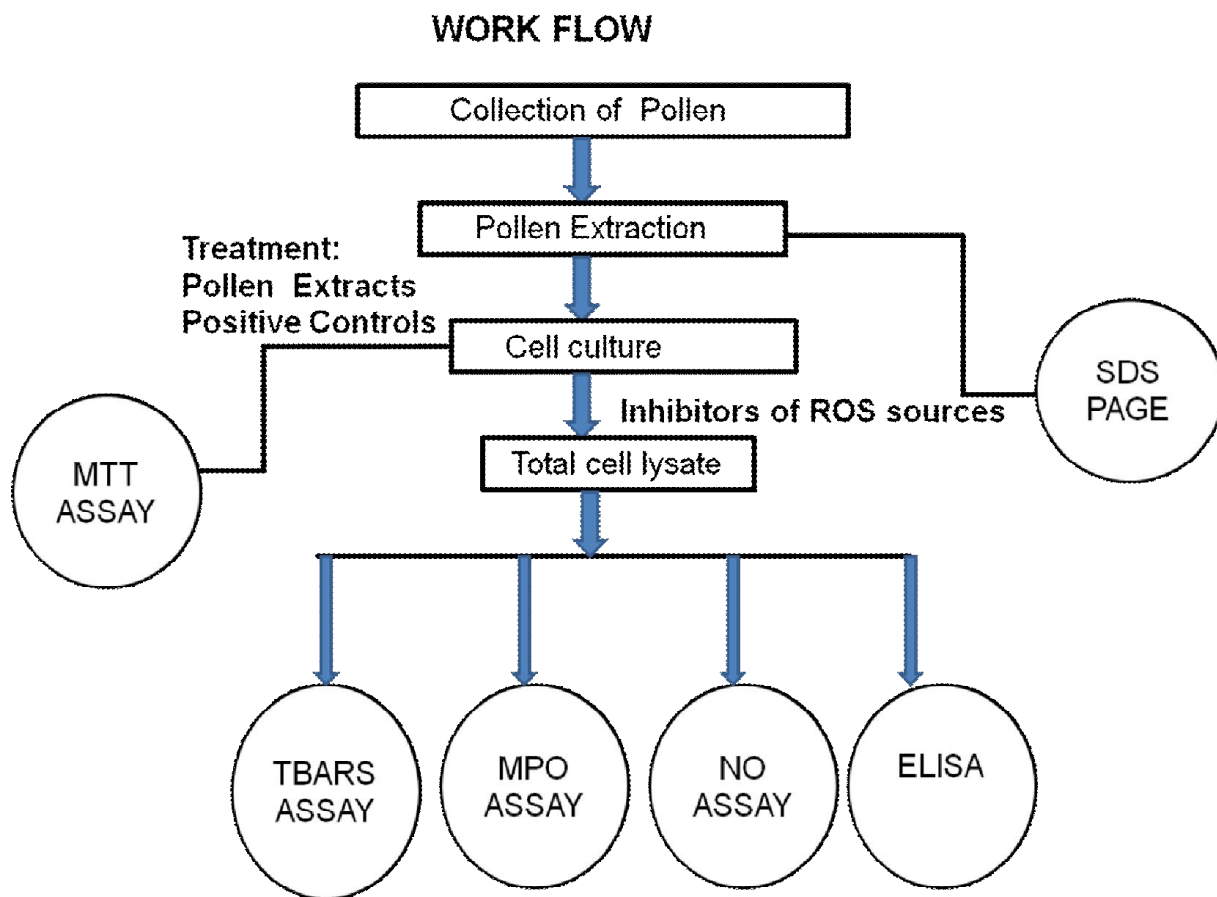 WORK FLOW
Collection of Pollen
Pollen Extraction
Treatment:
Pollen Extracts
Positive Controls
Cell culture
SDS
PAGE
Inhibitors of ROS sources
Total cell lysate
MTT
ASSAY
TBARS
ASSAY
MPO
ASSAY
NO
ASSAY
ELISA